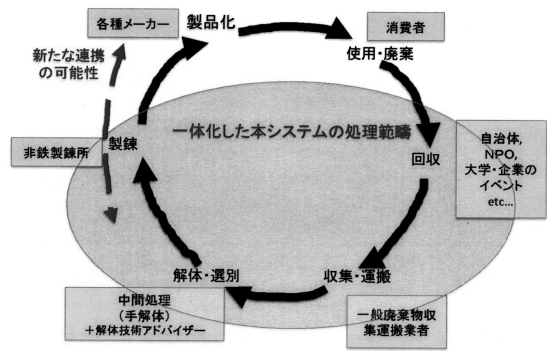 各種メーカー
製品化
消費者
新たな連携
の可能性
使用・廃棄
一体化した本システムの処理範疇
非鉄製錬所
製錬
回収
自治体,
NPO,
大学・企業の
イベント
etc...
解体・選別
収集・運搬
中間処理
(手解体)
＋解体技術アドバイザー
一般廃棄物収
集運搬業者